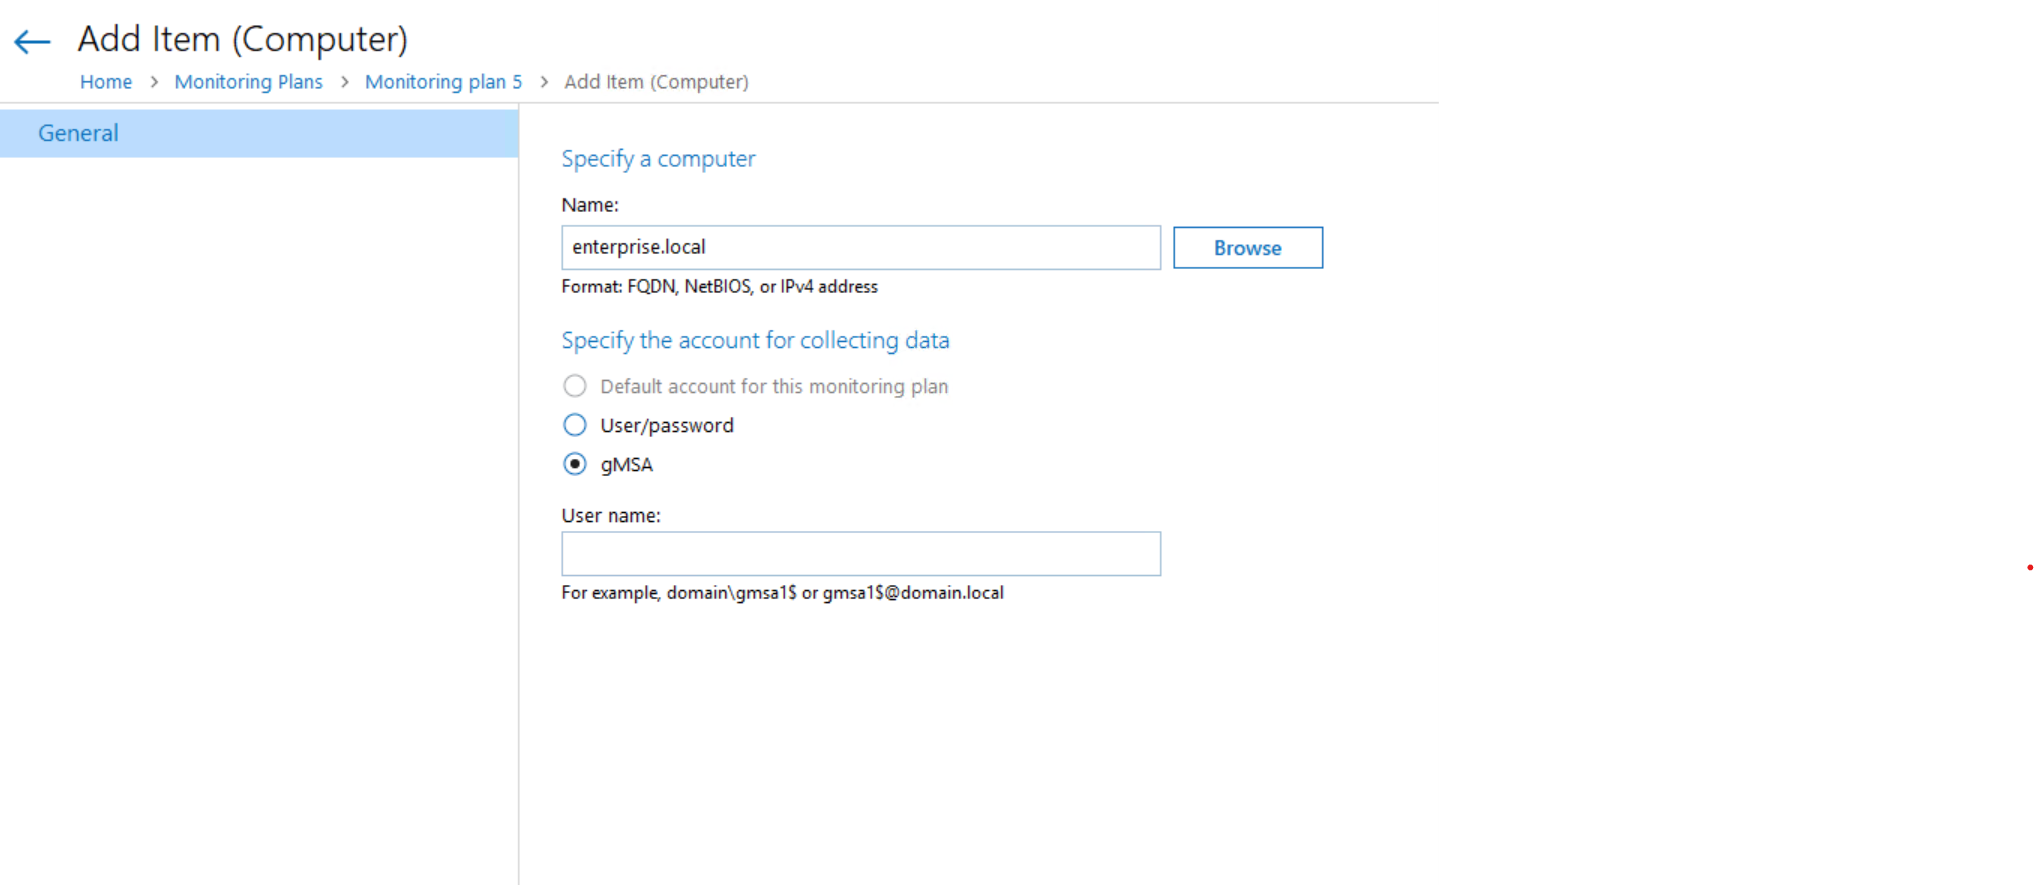 Add Item (Computer)
Home > Monitoring Plans > Monitoring plan 5 > Add Item (Computer)
General
Specify a computer
Name:
enterprise.local
Browse
Format: FQDN, NetBIOS, or IPv4 address
Specify the account for collecting data
Default account for this monitoring plan
User/password
gMSA
User name:
For example, domain\gmsa1$ or gmsa1$@domain.local